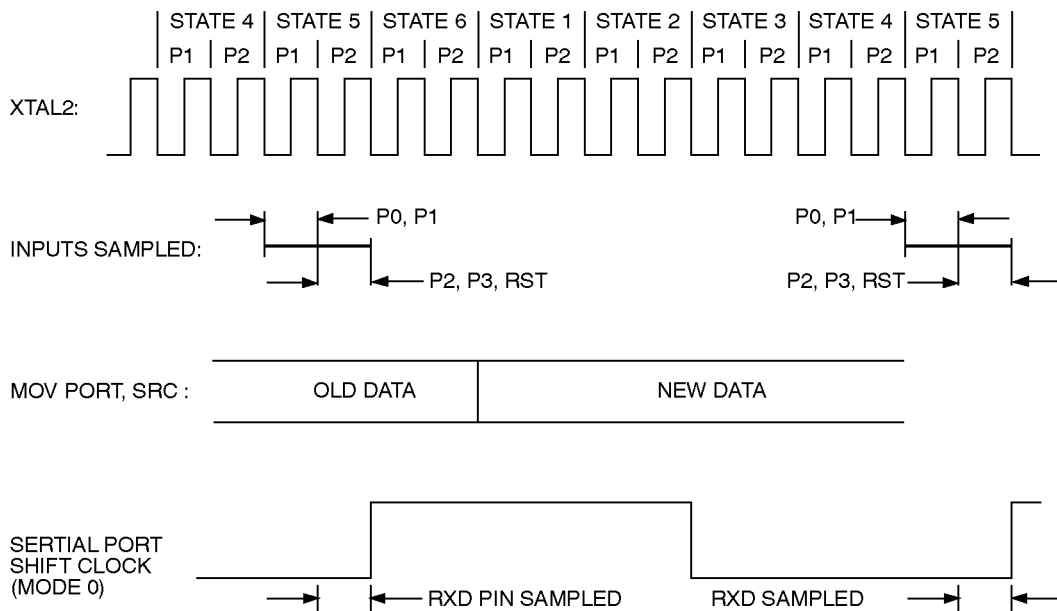 STATE 4 STATE 5 STATE 6 STATE 1 STATE 2 STATE 3 STATE 4 STATE 5
P1 P2 P1 P2 P1 P2 P1 P2 P1 P2 P1 P2 P1 P2 P1 P2
XTAL2:
P0, P1 P0, P1
INPUTS SAMPLED:
P2, P3, RST P2, P3, RST
MOV PORT, SRC : OLD DATA NEW DATA
SERTIAL PORT
SHIFT CLOCK
(MODE 0) RXD PIN SAMPLED RXD SAMPLED